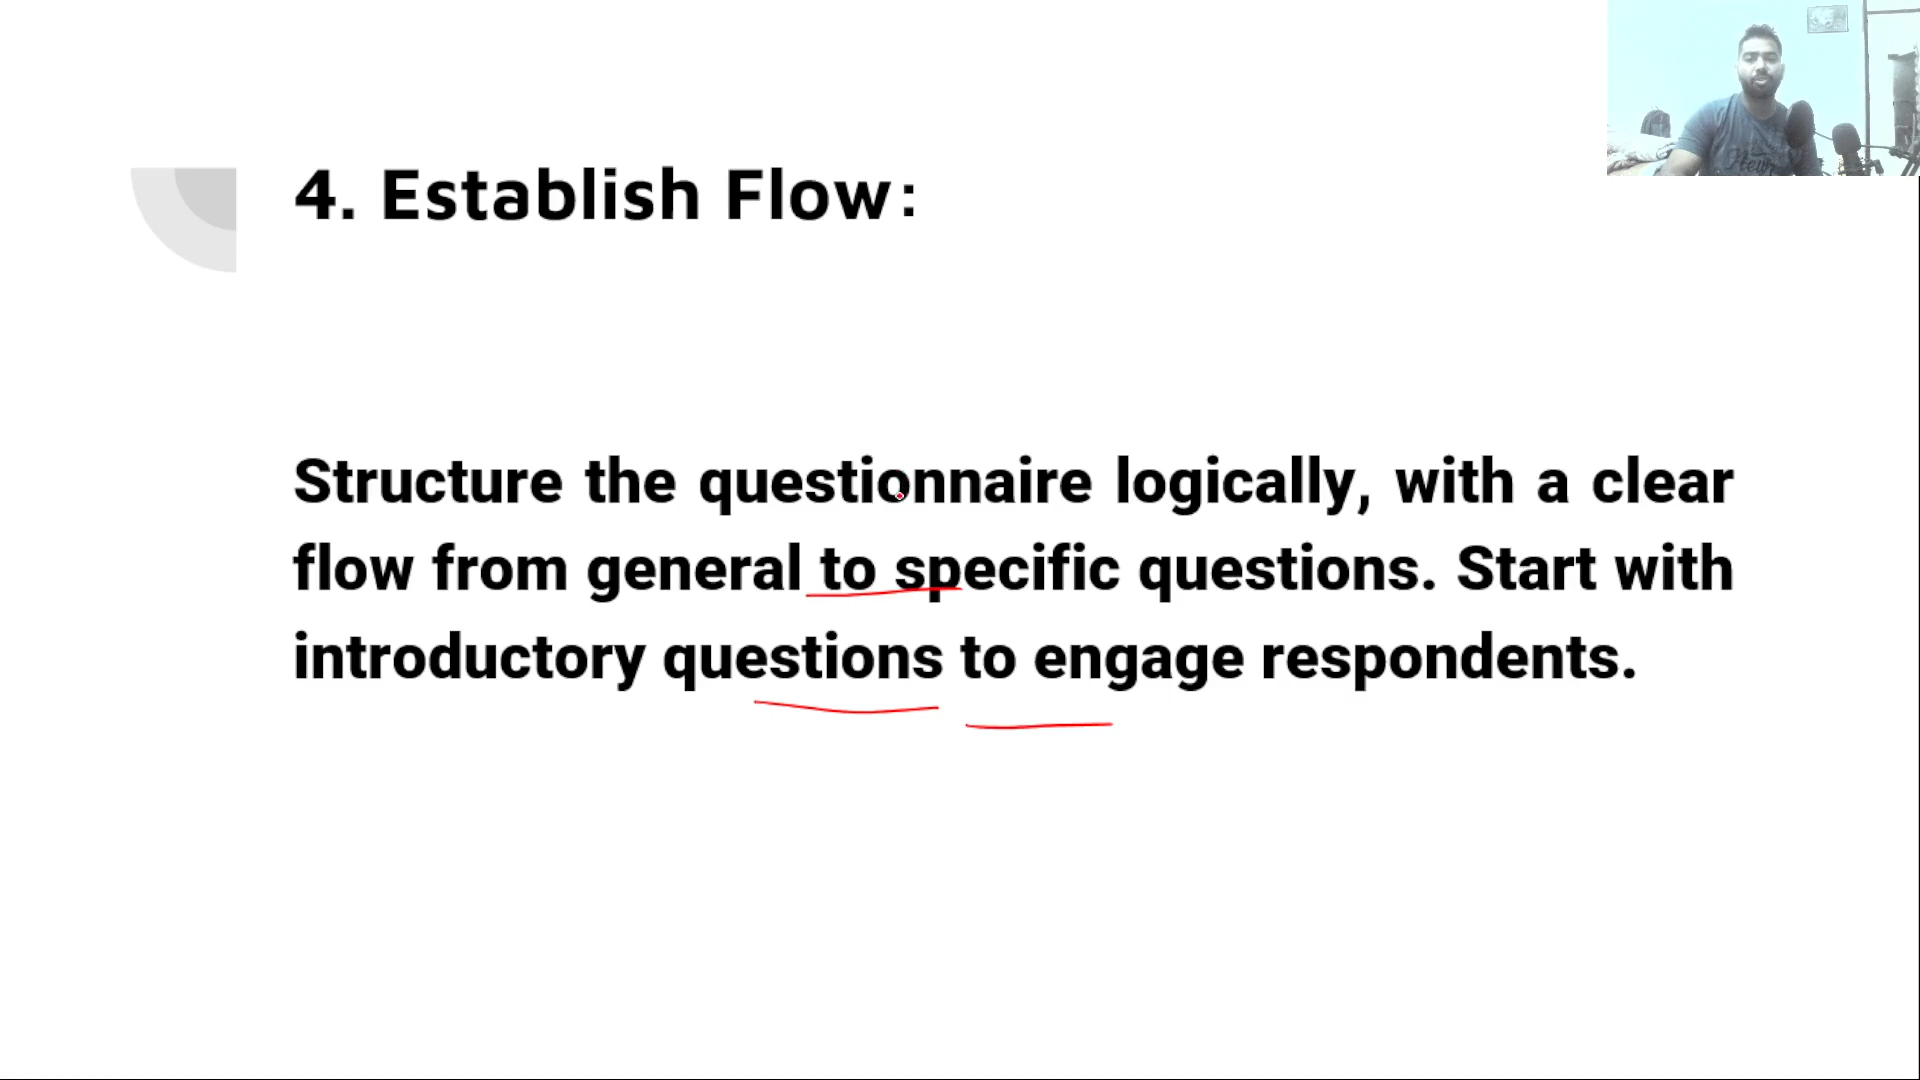 4. Establish Flow:
Structure the questionnaire logically, with a clear
flow from general to specific questions. Start with
introductory questions to engage respondents.